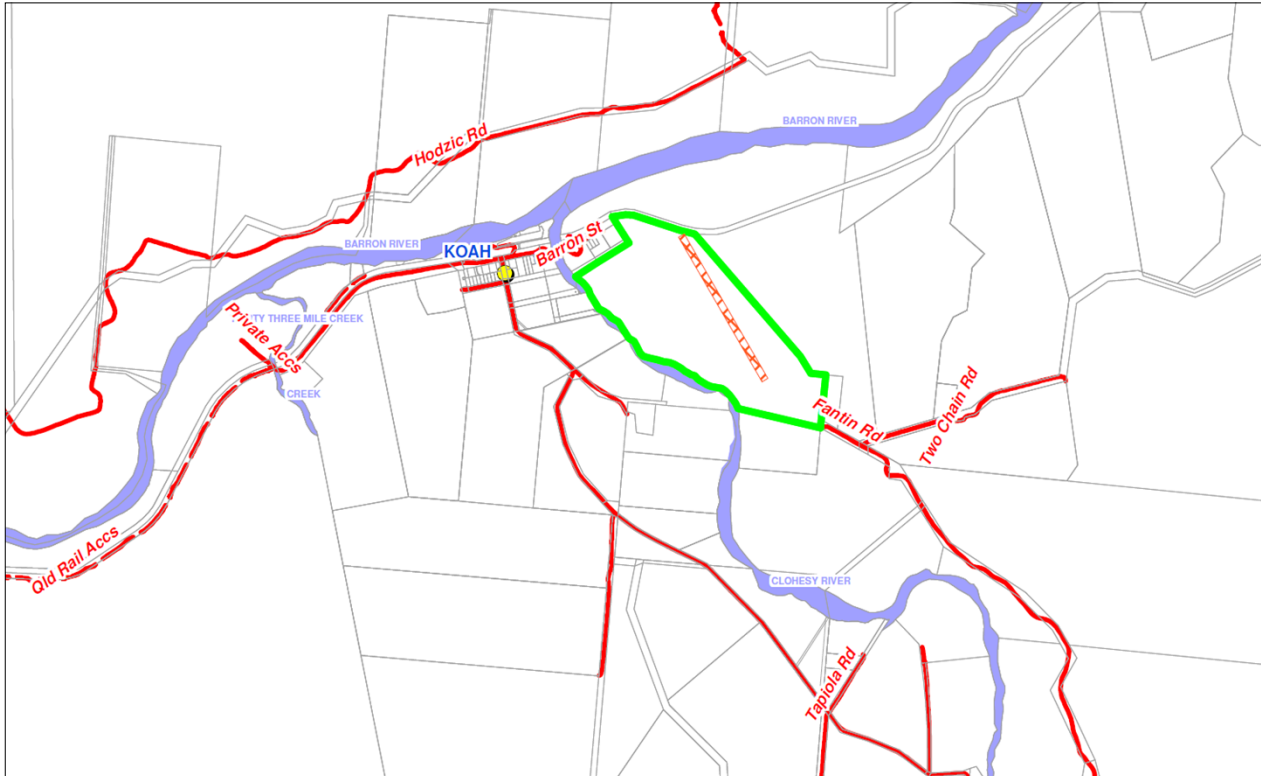 BARRON RIVER
Hodzic Rd
Barron St
BARRON RIVER
KOAH
TY THREE MILE CREEK
Private Accs
CREEK
Fantin Rd
Two Chain Rd
Qld Rail Accs
CLOHESY RIVER
Tapiola Rd